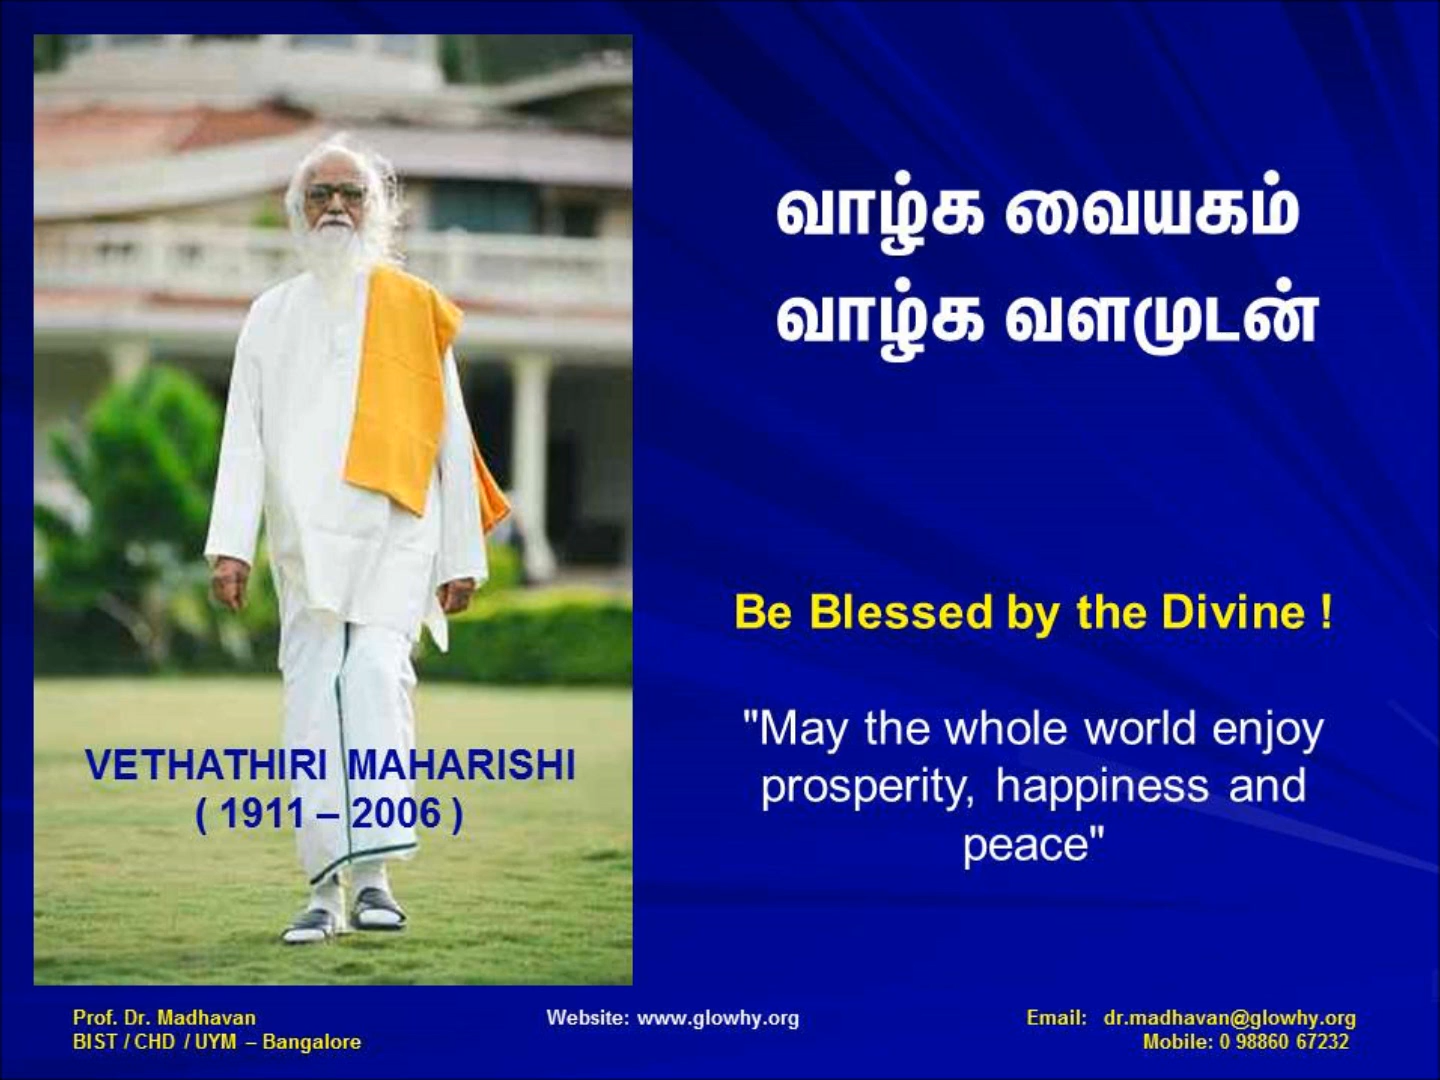 வாழ்க வையகம்
வாழ்க வளமுடன்
Be Blessed by the Divine !
"May the whole world enjoy
prosperity, happiness and
peace"
VETHATHIRI MAHARISHI
( 1911 – 2006 )
Prof. Dr. Madhavan
BIST / CHD / UYM – Bangalore
Website: www.glowhy.org
Email: dr.madhavan@glowhy.org
Mobile: 0 98860 67232